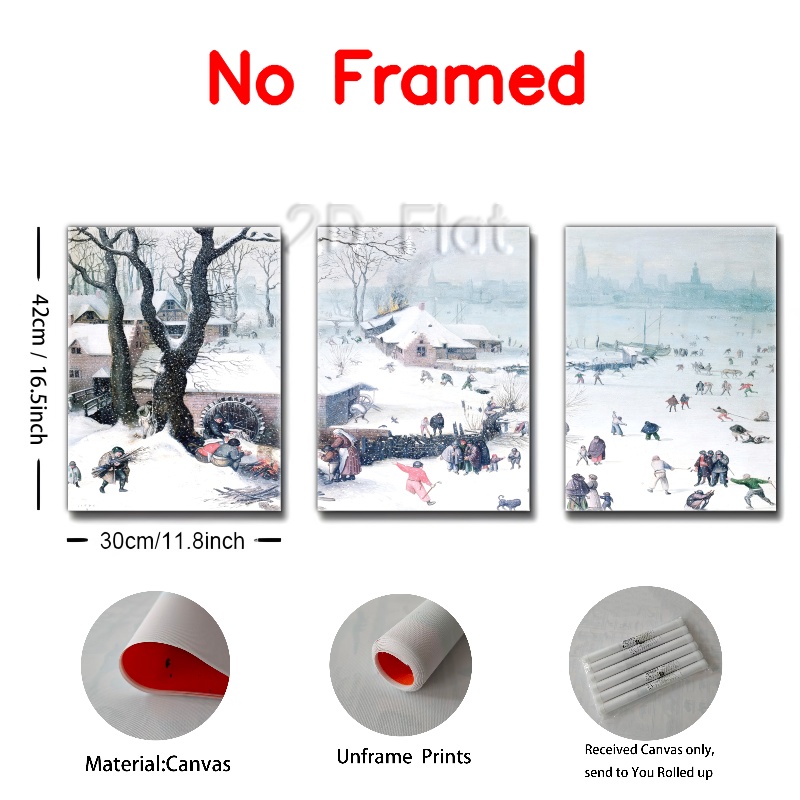 No Framed
2D Flat
42cm / 16.5inch
30cm/11.8inch
Material:Canvas
Unframe Prints
Received Canvas only,
send to You Rolled up